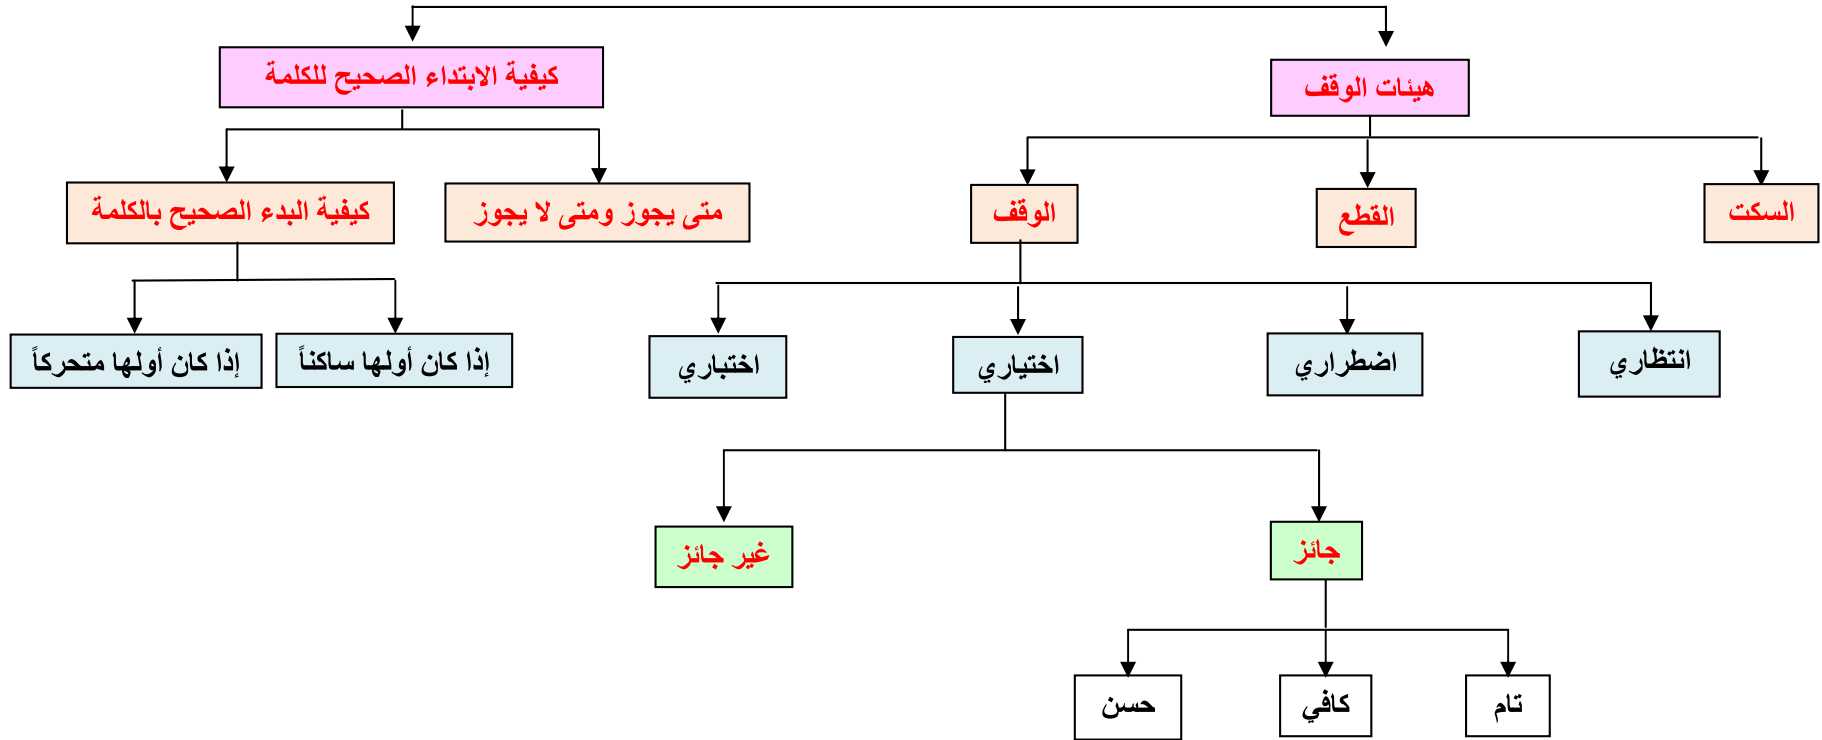 هيئات الوقف
كيفية الابتداء الصحيح للكلمة
السكت
القطع
الوقف
متى يجوز ومتى لا يجوز
كيفية البدء الصحيح بالكلمة
انتظاري
اضطراري
اختياري
اختباري
إذا كان أولها ساكناً
إذا كان أولها متحركاً
جائز
غير جائز
تام
كافي
حسن